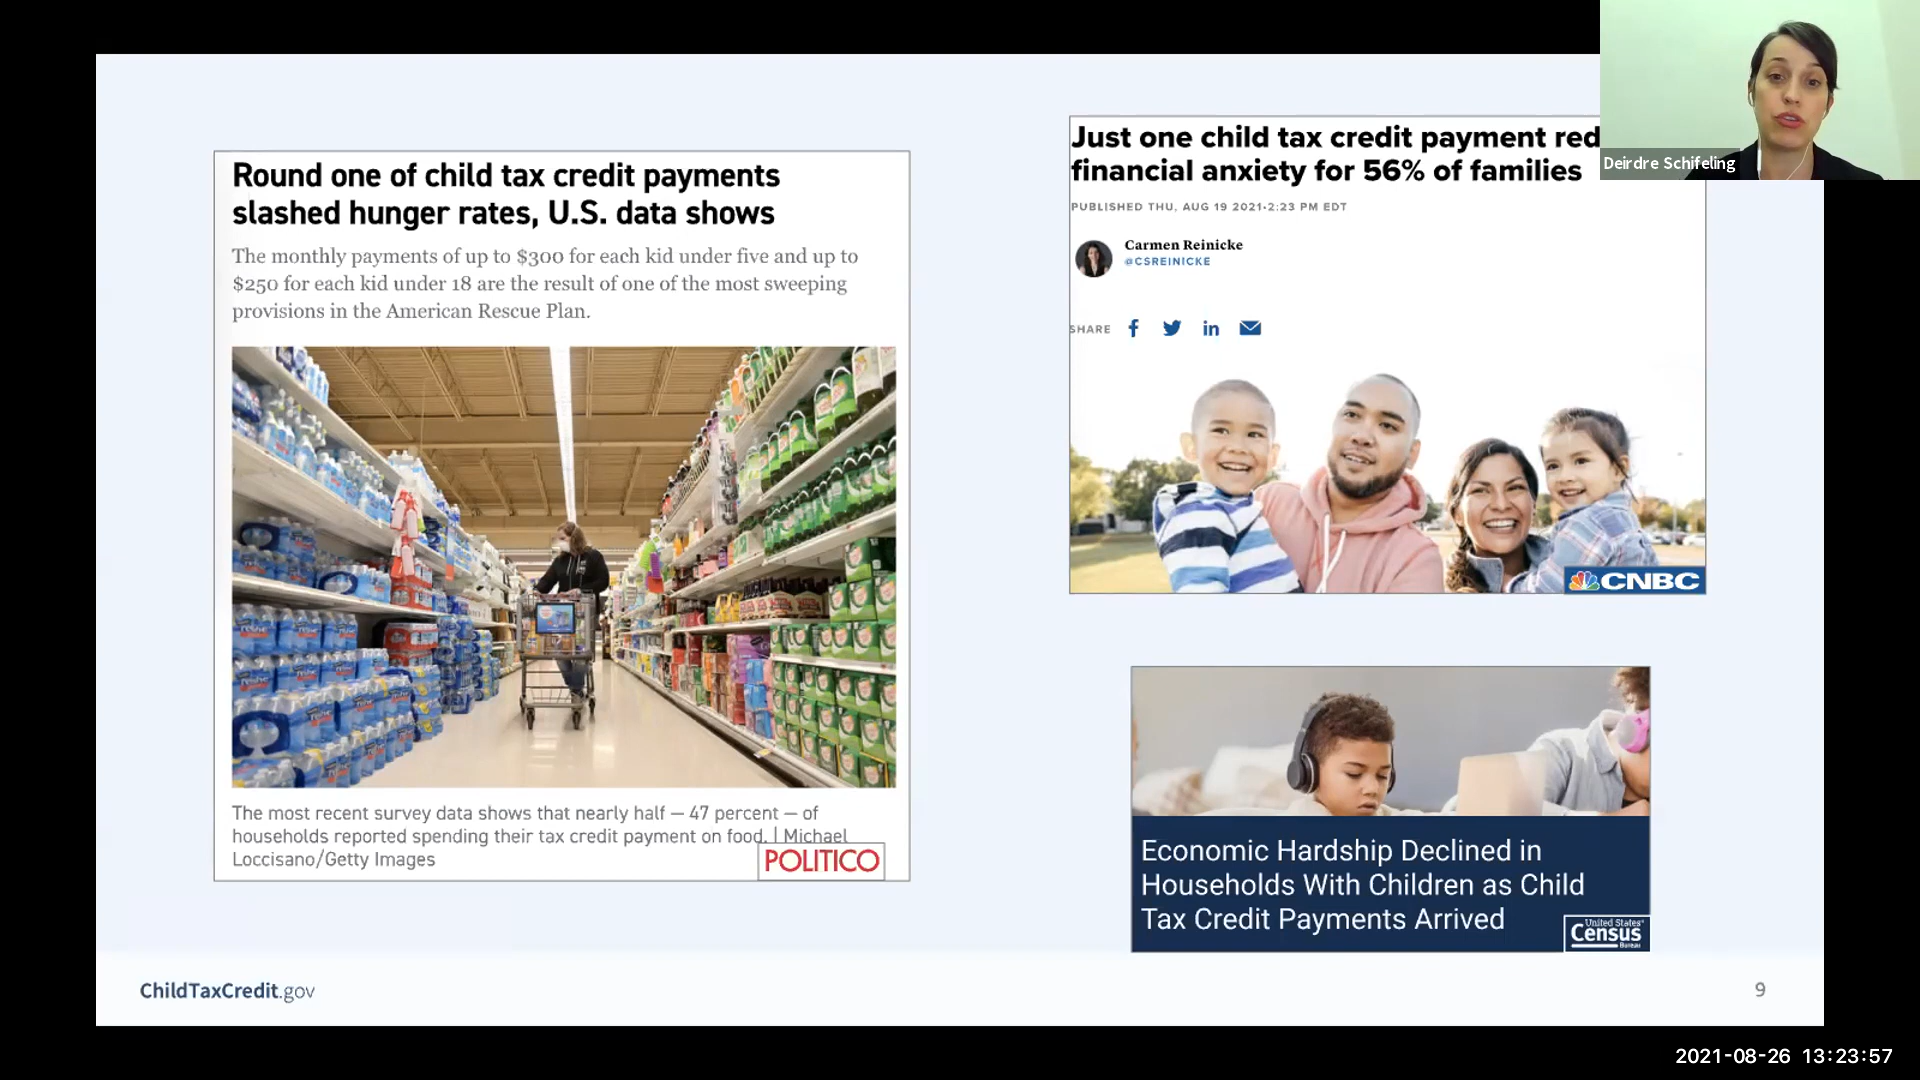 Round one of child tax credit payments
slashed hunger rates, U.S. data shows
The monthly payments of up to $300 for each kid under five and up to
$250 for each kid under 18 are the result of one of the most sweeping
provisions in the American Rescue Plan.
The most recent survey data shows that nearly half — 47 percent — of
households reported spending their tax credit payment on food. | Michael
Loccisano/Getty Images
POLITICO
Just one child tax credit payment red
financial anxiety for 56% of families
PUBLISHED THU, AUG 19 2021•2:23 PM EDT
Carmen Reinicke
@CSREINICKE
SHARE
CNBC
Economic Hardship Declined in
Households With Children as Child
Tax Credit Payments Arrived
United States®
Census
Bureau
Deirdre Schifeling
ChildTaxCredit.gov
9
2021-08-26 13:23:57